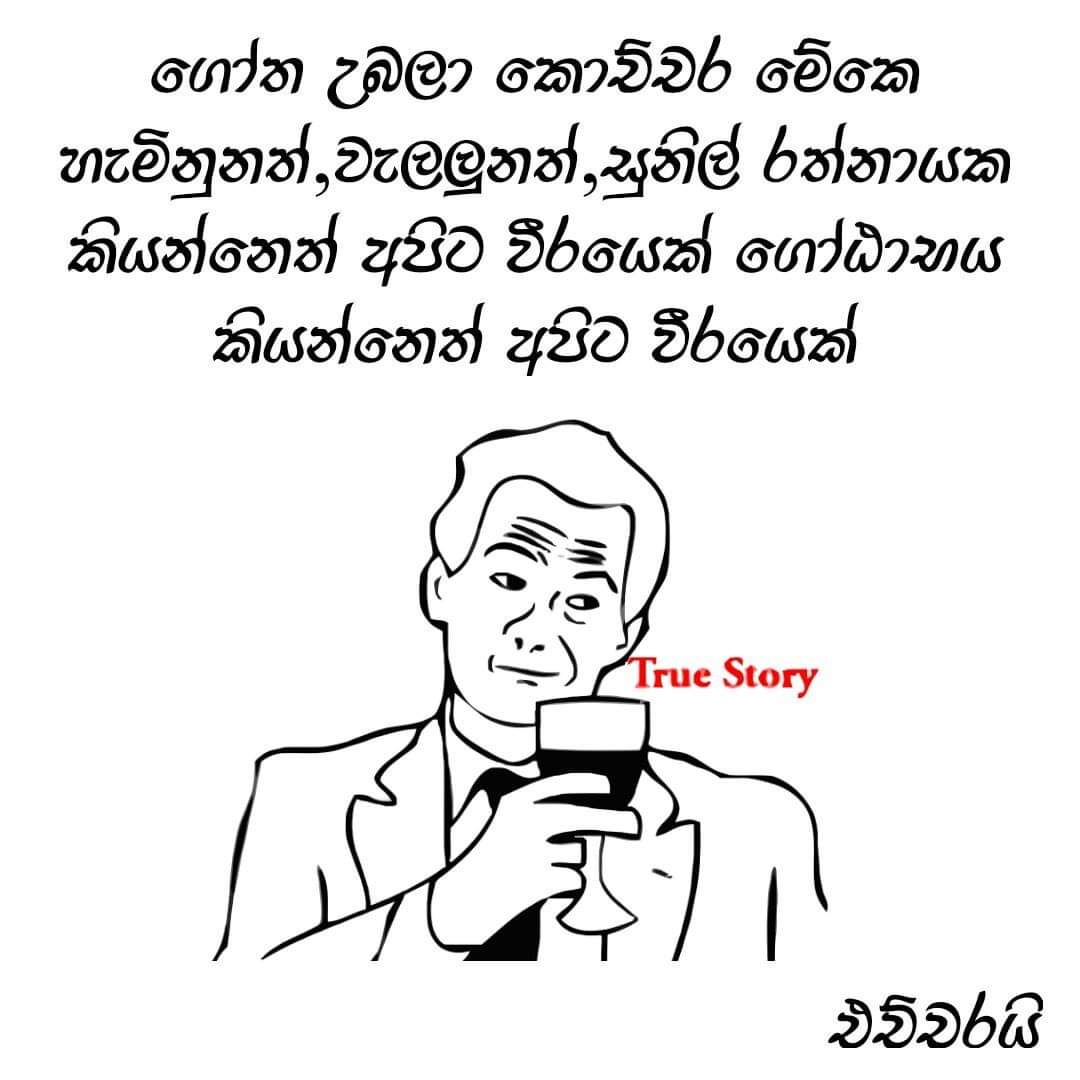 ගෝත උබලා කොච්චර මේකෙ
හැමිනුනත්,වැලලුනත්,සුනිල් රත්නායක
කියන්නෙත් අපිට වීරයෙක් ගෝඨාභය
කියන්නෙත් අපිට වීරයෙක්
True Story
එච්චරයි